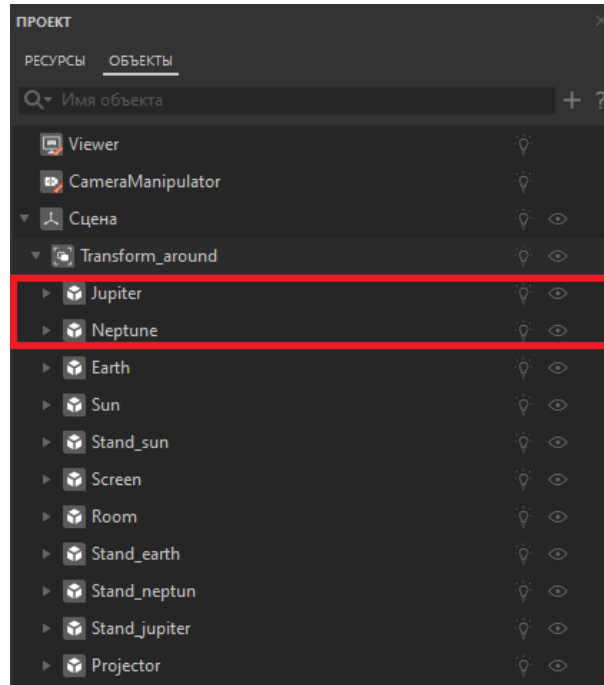 ПРОЕКТ
РЕСУРСЫ ОБЪЕКТЫ
Имя объекта
Viewer
CameraManipulator
Сцена
Transform_around
Jupiter
Neptune
Earth
Sun
Stand_sun
Screen
Room
Stand_earth
Stand_neptun
Stand_jupiter
Projector